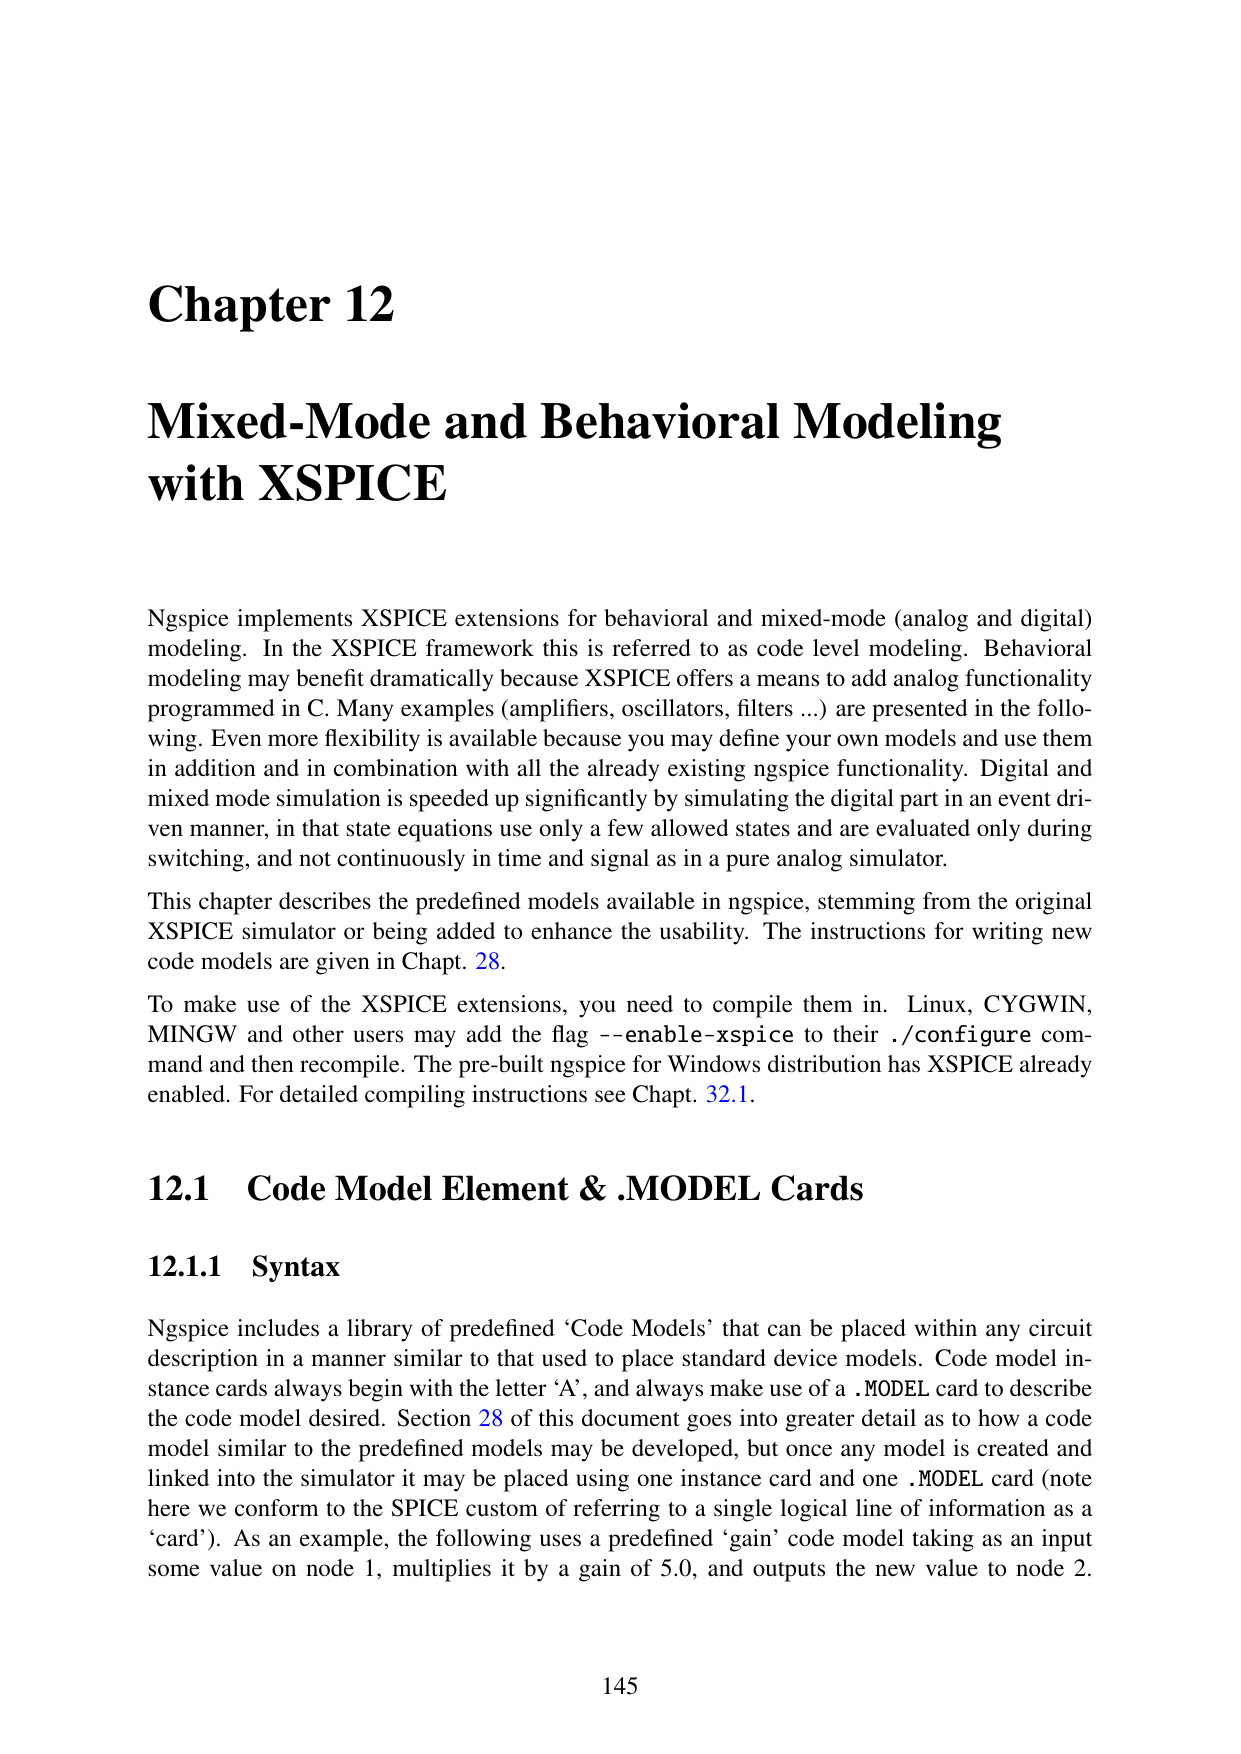 Chapter 12
Mixed-Mode and Behavioral Modeling
with XSPICE
Ngspice implements XSPICE extensions for behavioral and mixed-mode (analog and digital)
modeling. In the XSPICE framework this is referred to as code level modeling. Behavioral
modeling may benefit dramatically because XSPICE offers a means to add analog functionality
programmed in C. Many examples (amplifiers, oscillators, filters ...) are presented in the follo-
wing. Even more flexibility is available because you may define your own models and use them
in addition and in combination with all the already existing ngspice functionality. Digital and
mixed mode simulation is speeded up significantly by simulating the digital part in an event dri-
ven manner, in that state equations use only a few allowed states and are evaluated only during
switching, and not continuously in time and signal as in a pure analog simulator.
This chapter describes the predefined models available in ngspice, stemming from the original
XSPICE simulator or being added to enhance the usability. The instructions for writing new
code models are given in Chapt. 28.
To make use of the XSPICE extensions, you need to compile them in. Linux, CYGWIN,
MINGW and other users may add the flag --enable-xspice to their ./configure com-
mand and then recompile. The pre-built ngspice for Windows distribution has XSPICE already
enabled. For detailed compiling instructions see Chapt. 32.1.
12.1 Code Model Element & .MODEL Cards
12.1.1 Syntax
Ngspice includes a library of predefined ‘Code Models’ that can be placed within any circuit
description in a manner similar to that used to place standard device models. Code model in-
stance cards always begin with the letter ‘A’, and always make use of a .MODEL card to describe
the code model desired. Section 28 of this document goes into greater detail as to how a code
model similar to the predefined models may be developed, but once any model is created and
linked into the simulator it may be placed using one instance card and one .MODEL card (note
here we conform to the SPICE custom of referring to a single logical line of information as a
‘card’). As an example, the following uses a predefined ‘gain’ code model taking as an input
some value on node 1, multiplies it by a gain of 5.0, and outputs the new value to node 2.
145